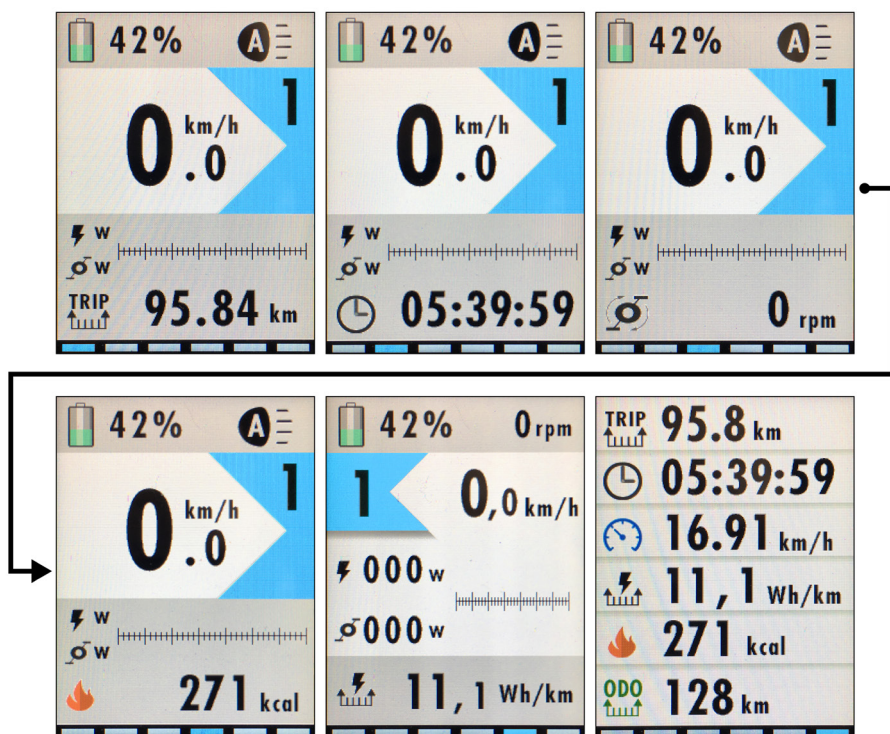 42% A
1
km/h
0.0
W
W
TRIP 95.84 km
42% A
1
km/h
0.0
W
W
05:39:59
42% A
1
km/h
0.0
W
W
0 rpm
42% A
1
km/h
0.0
W
W
271 kcal
42% 0 rpm
1 0,0 km/h
000 W
000 W
11,1 Wh/km
TRIP 95.8 km
05:39:59
16.91 km/h
11,1 Wh/km
271 kcal
ODO 128 km